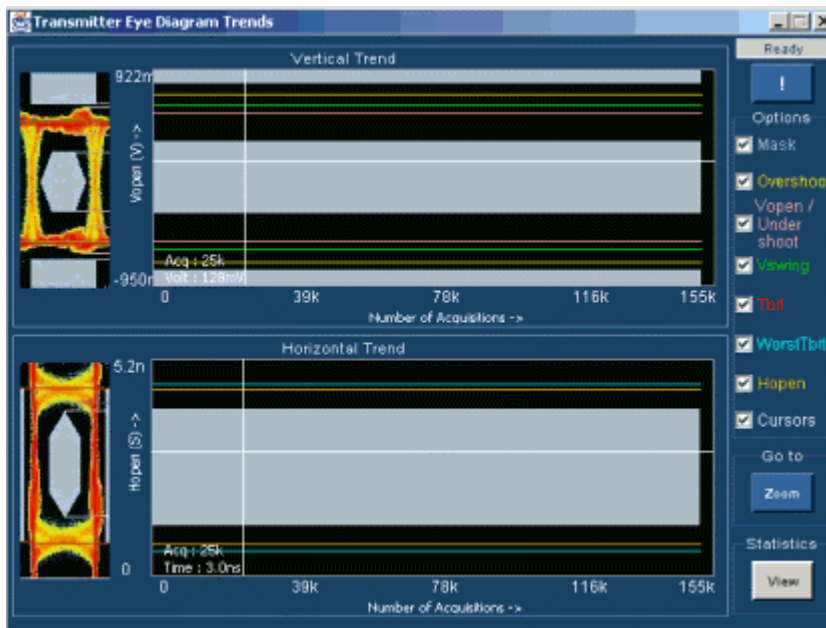 Transmitter Eye Diagram Trends
Vertical Trend
922m
Vopen (V) ->
-950m
Acq : 25k
Volt : 128mV
0 39k 78k 116k 155k
Number of Acquisitions ->
Horizontal Trend
5.2n
Hopen (S) ->
0
Acq : 25k
Time : 3.0ns
0 39k 78k 116k 155k
Number of Acquisitions ->
Ready
!
Options
Mask
Overshoo
Vopen /
Under
shoot
Vswing
Tbit
WorstTbit
Hopen
Cursors
Go to
Zoom
Statistics
View